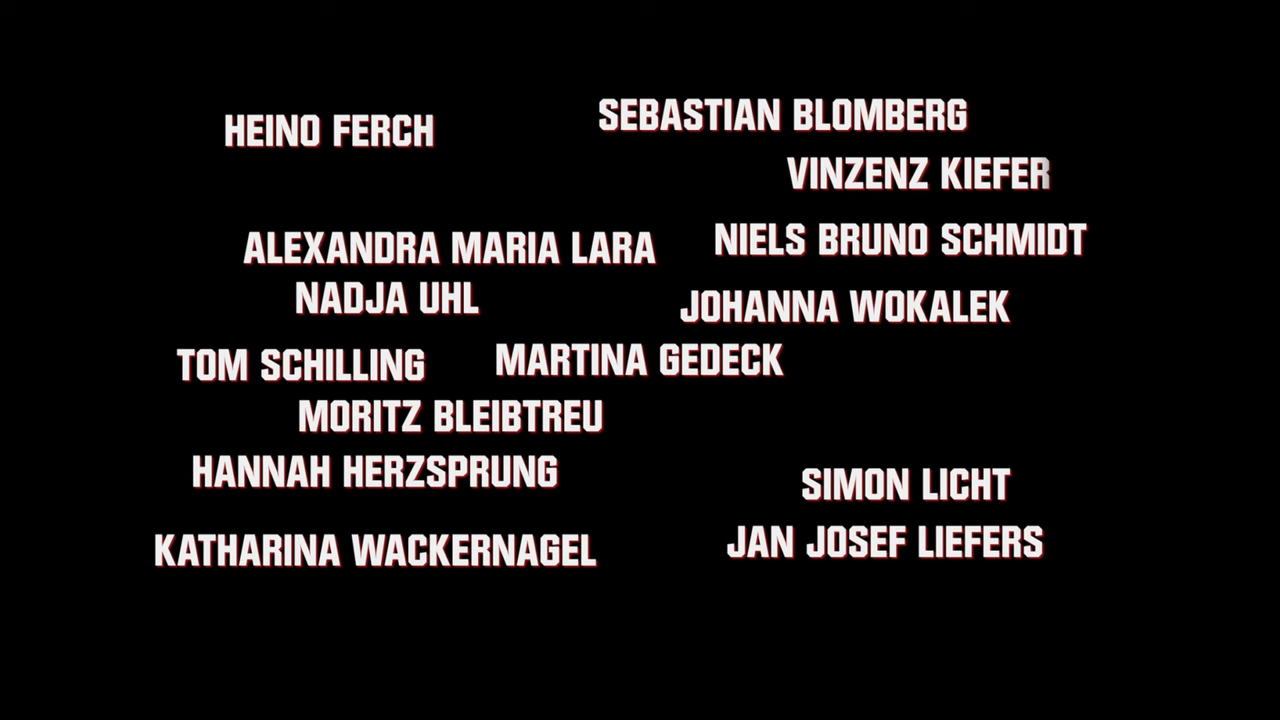 HEINO FERCH
SEBASTIAN BLOMBERG
VINZENZ KIEFER
ALEXANDRA MARIA LARA
NIELS BRUNO SCHMIDT
NADJA UHL
JOHANNA WOKALEK
TOM SCHILLING
MARTINA GEDECK
MORITZ BLEIBTREU
HANNAH HERZSPRUNG
SIMON LICHT
KATHARINA WACKERNAGEL
JAN JOSEF LIEFERS